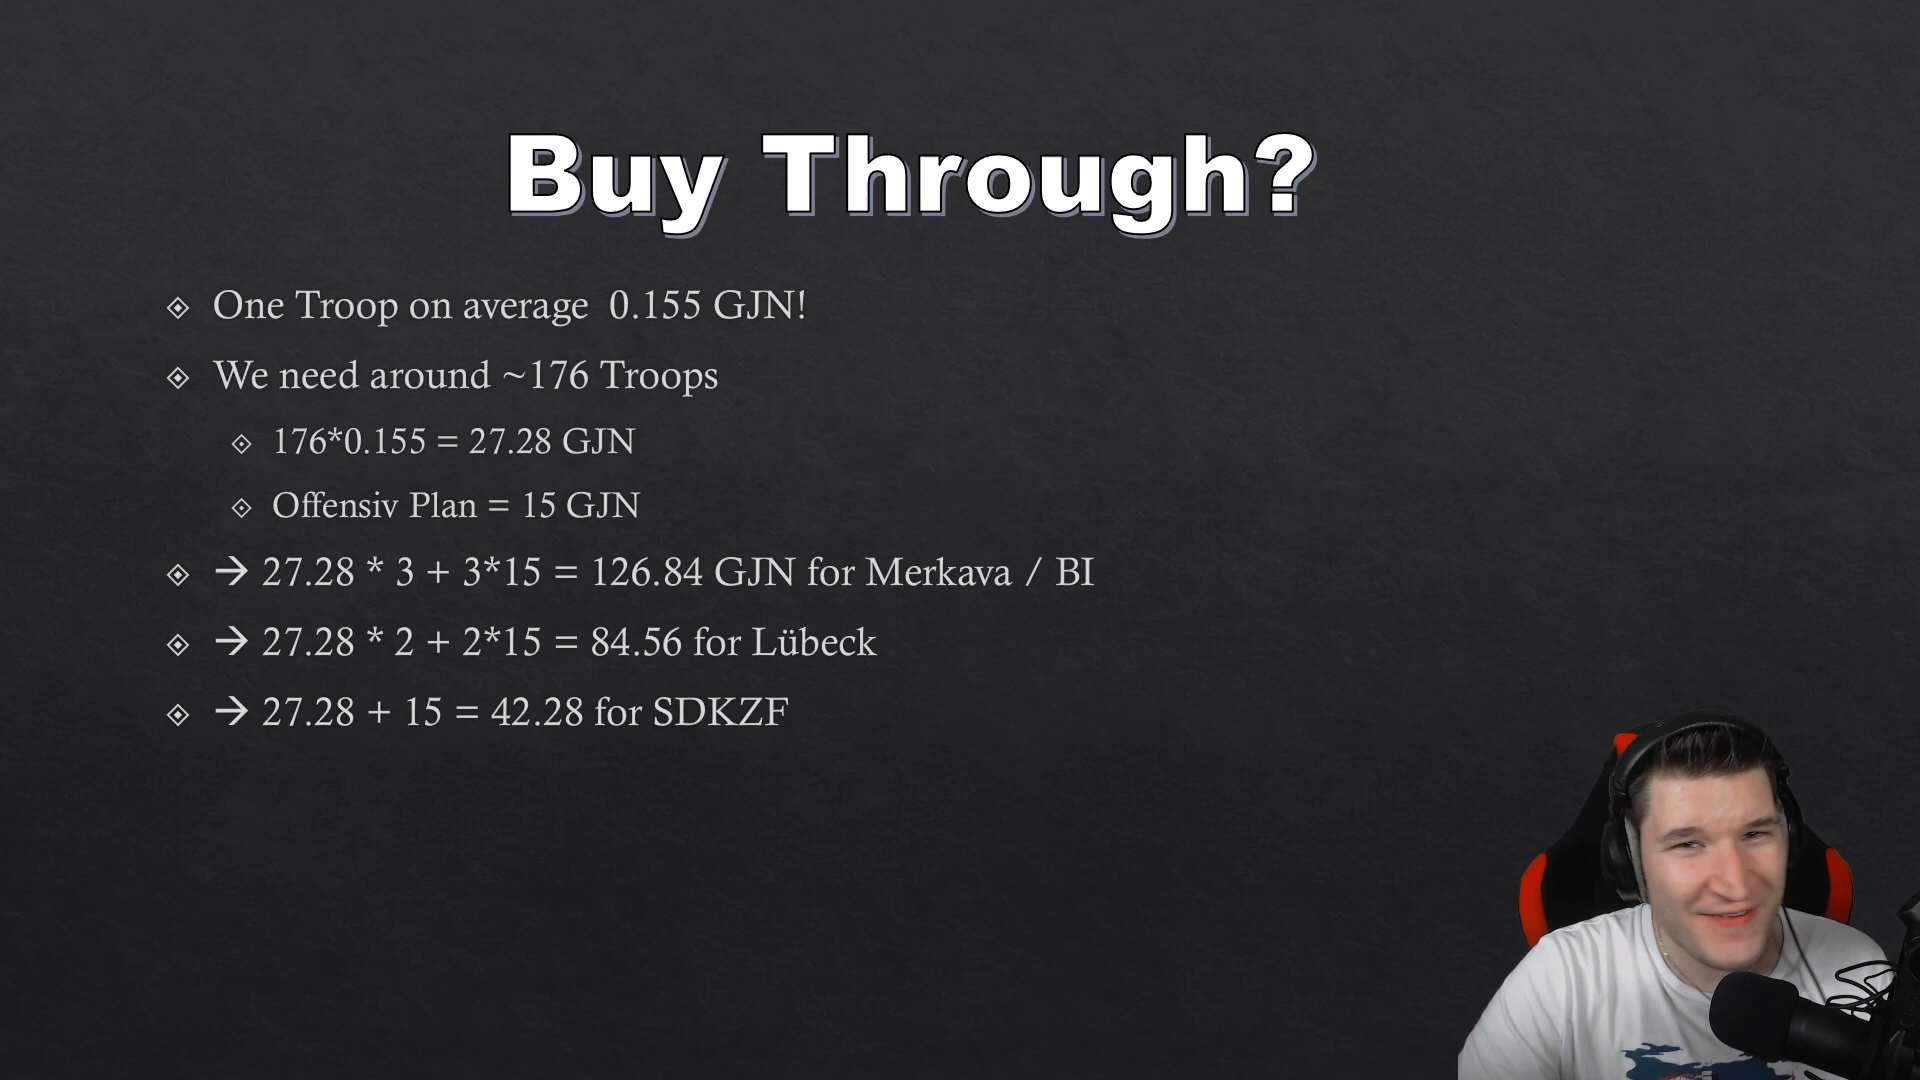 Buy Through?
One Troop on average 0.155 GJN!
We need around ~176 Troops
176*0.155 = 27.28 GJN
Offensiv Plan = 15 GJN
→ 27.28 * 3 + 3*15 = 126.84 GJN for Merkava / BI
→ 27.28 * 2 + 2*15 = 84.56 for Lübeck
→ 27.28 + 15 = 42.28 for SDKZF